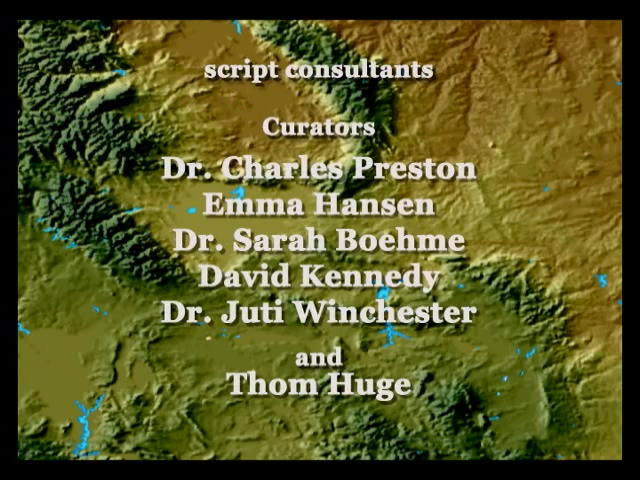 script consultants
Curators
Dr. Charles Preston
Emma Hansen
Dr. Sarah Boehme
David Kennedy
Dr. Juti Winchester
and
Thom Huge